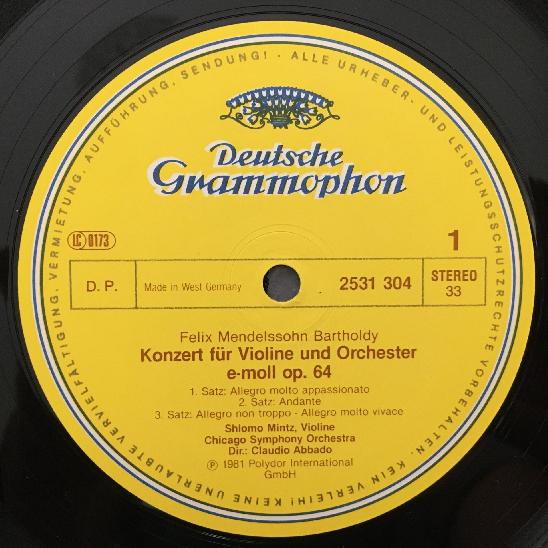 ALLE URHEBER- UND LEISTUNGSSCHUTZRECHTE VORBEHALTEN · KEIN VERLEIH! KEINE UNERLAUBTE VERVIELFÄLTIGUNG, VERMIETUNG, AUFFÜHRUNG, SENDUNG! ·
Deutsche
Grammophon
LC 0173
1
D. P.
Made in West Germany
2531 304
STEREO
33
Felix Mendelssohn Bartholdy
Konzert für Violine und Orchester
e-moll op. 64
1. Satz: Allegro molto appassionato
2. Satz: Andante
3. Satz: Allegro non troppo - Allegro molto vivace
Shlomo Mintz, Violine
Chicago Symphony Orchestra
Dir.: Claudio Abbado
Ⓟ 1981 Polydor International
GmbH